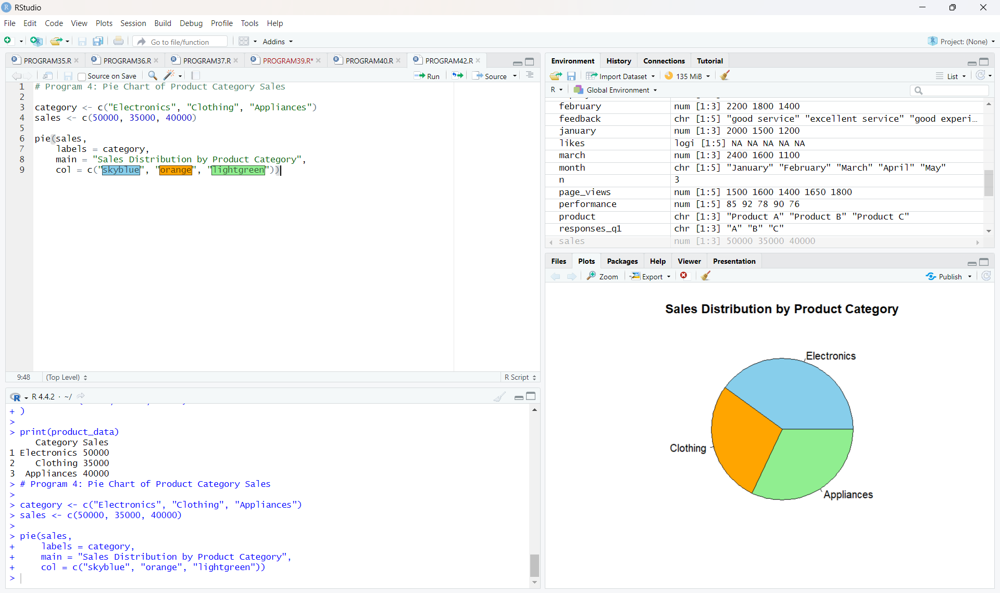 RStudio
File Edit Code View Plots Session Build Debug Profile Tools Help
Go to file/function Addins Project: (None)
PROGRAM35.R PROGRAM36.R PROGRAM37.R PROGRAM39.R* PROGRAM40.R PROGRAM42.R
Source on Save Run Source
1 # Program 4: Pie Chart of Product Category Sales
2
3 category <- c("Electronics", "Clothing", "Appliances")
4 sales <- c(50000, 35000, 40000)
5
6 pie(sales,
7     labels = category,
8     main = "Sales Distribution by Product Category",
9     col = c("skyblue", "orange", "lightgreen"))
9:48 (Top Level) R Script
R 4.4.2 · ~/
+ )
>
> print(product_data)
     Category Sales
1 Electronics 50000
2    Clothing 35000
3  Appliances 40000
> # Program 4: Pie Chart of Product Category Sales
>
> category <- c("Electronics", "Clothing", "Appliances")
> sales <- c(50000, 35000, 40000)
>
> pie(sales,
+     labels = category,
+     main = "Sales Distribution by Product Category",
+     col = c("skyblue", "orange", "lightgreen"))
>
Environment History Connections Tutorial
Import Dataset 135 MiB List
R Global Environment
february num [1:3] 2200 1800 1400
feedback chr [1:5] "good service" "excellent service" "good experi…
january num [1:3] 2000 1500 1200
likes logi [1:5] NA NA NA NA NA
march num [1:3] 2400 1600 1100
month chr [1:5] "January" "February" "March" "April" "May"
n 3
page_views num [1:5] 1500 1600 1400 1650 1800
performance num [1:5] 85 92 78 90 76
product chr [1:3] "Product A" "Product B" "Product C"
responses_q1 chr [1:3] "A" "B" "C"
sales num [1:3] 50000 35000 40000
Files Plots Packages Help Viewer Presentation
Zoom Export Publish
Sales Distribution by Product Category
Electronics
Clothing
Appliances